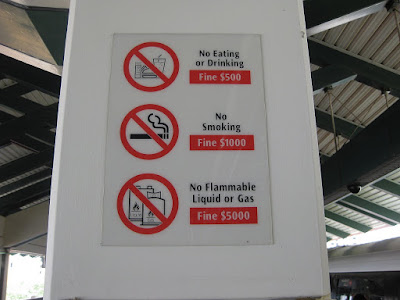 No Eating
or Drinking
Fine $500
No
Smoking
Fine $1000
No Flammable
Liquid or Gas
Fine $5000